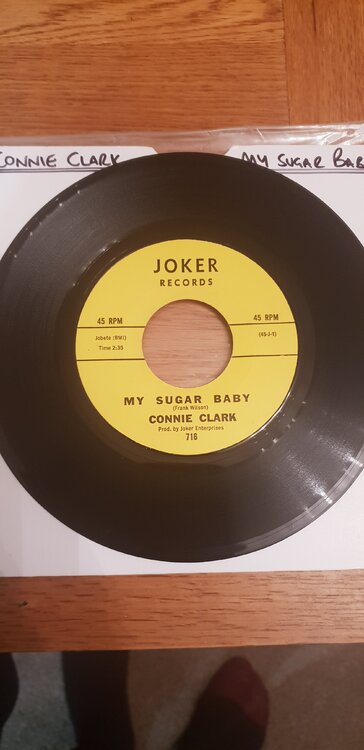 CONNIE CLARK
MY SUGAR BAB
JOKER
RECORDS
45 RPM
45 RPM
Jobete (BMI)
(45-J-1)
Time 2:35
MY SUGAR BABY
(Frank Wilson)
CONNIE CLARK
Prod. by Joker Enterprises
716